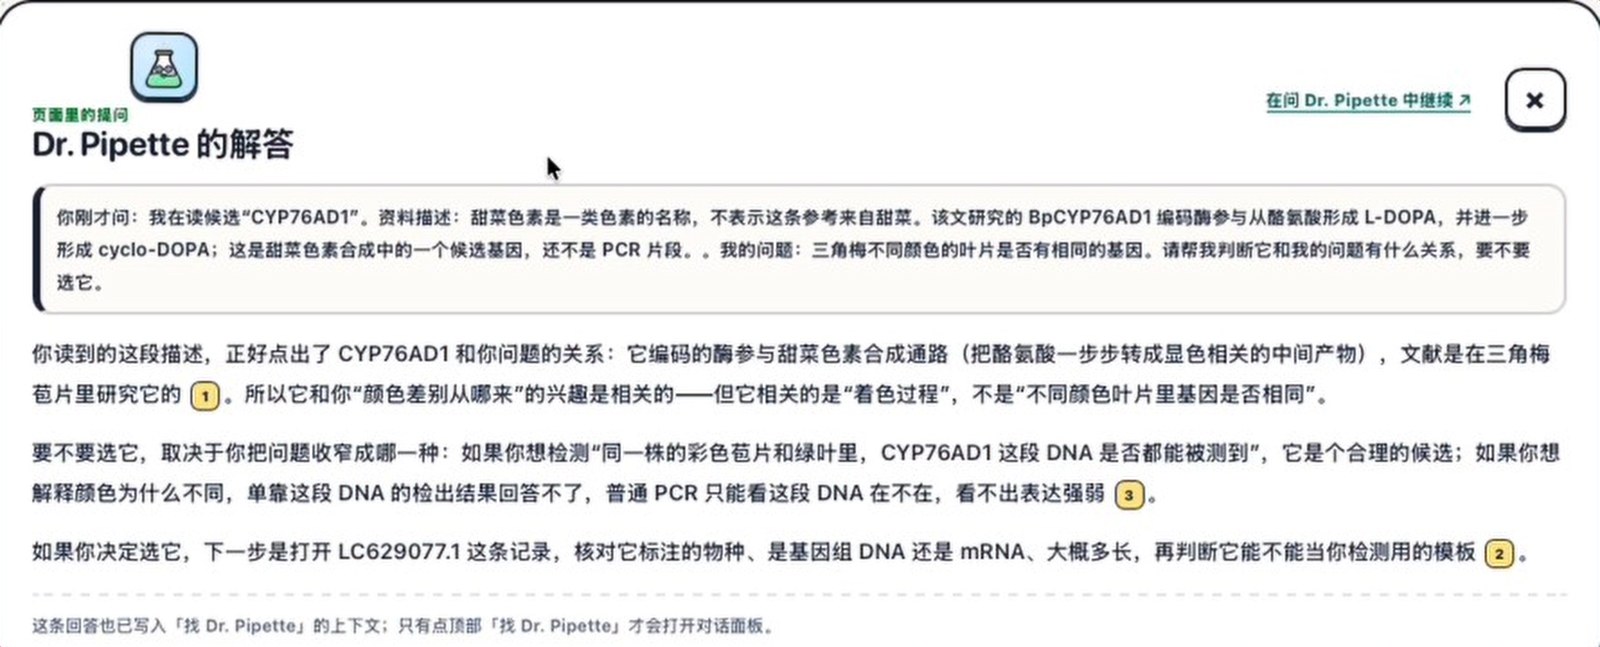 页面里的提问
Dr. Pipette 的解答
在问 Dr. Pipette 中继续 ↗
你刚才问：我在读候选“CYP76AD1”。资料描述：甜菜色素是一类色素的名称，不表示这条参考来自甜菜。该文研究的 BpCYP76AD1 编码酶参与从酪氨酸形成 L-DOPA，并进一步
形成 cyclo-DOPA；这是甜菜色素合成中的一个候选基因，还不是 PCR 片段。。我的问题：三角梅不同颜色的叶片是否有相同的基因。请帮我判断它和我的问题有什么关系，要不要
选它。
你读到的这段描述，正好点出了 CYP76AD1 和你问题的关系：它编码的酶参与甜菜色素合成通路（把酪氨酸一步步转成显色相关的中间产物），文献是在三角梅
苞片里研究它的 1 。所以它和你“颜色差别从哪来”的兴趣是相关的——但它相关的是“着色过程”，不是“不同颜色叶片里基因是否相同”。
要不要选它，取决于你把问题收窄成哪一种：如果你想检测“同一株的彩色苞片和绿叶里，CYP76AD1 这段 DNA 是否都能被测到”，它是个合理的候选；如果你想
解释颜色为什么不同，单靠这段 DNA 的检出结果回答不了，普通 PCR 只能看这段 DNA 在不在，看不出表达强弱 3 。
如果你决定选它，下一步是打开 LC629077.1 这条记录，核对它标注的物种、是基因组 DNA 还是 mRNA、大概多长，再判断它能不能当你检测用的模板 2 。
这条回答也已写入「找 Dr. Pipette」的上下文；只有点顶部「找 Dr. Pipette」才会打开对话面板。